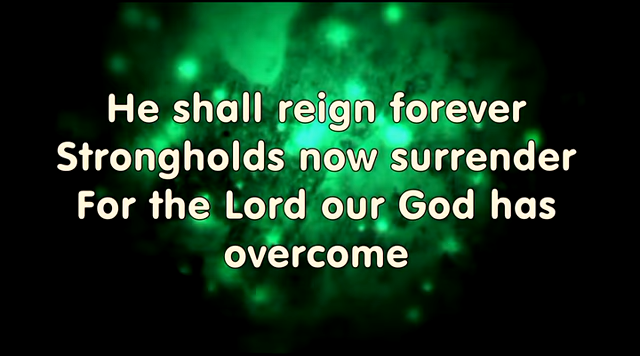 He shall reign forever
Strongholds now surrender
For the Lord our God has
overcome